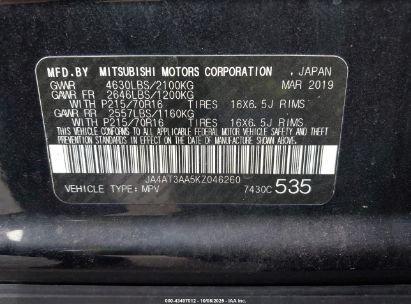 MFD.BY MITSUBISHI MOTORS CORPORATION , JAPAN
GVWR 4630LBS/2100KG MAR 2019
GAWR FR 2646LBS/1200KG
WITH P215/70R16 TIRES 16X6.5J RIMS
GAWR RR 2557LBS/1160KG
WITH P215/70R16 TIRES 16X6.5J RIMS
THIS VEHICLE CONFORMS TO ALL APPLICABLE U.S. FEDERAL MOTOR VEHICLE SAFETY, BUMPER, AND THEFT
PREVENTION STANDARDS IN EFFECT ON THE DATE OF MANUFACTURE SHOWN ABOVE.
JA4AT3AA5KZ046260
VEHICLE TYPE: MPV 7430C 535